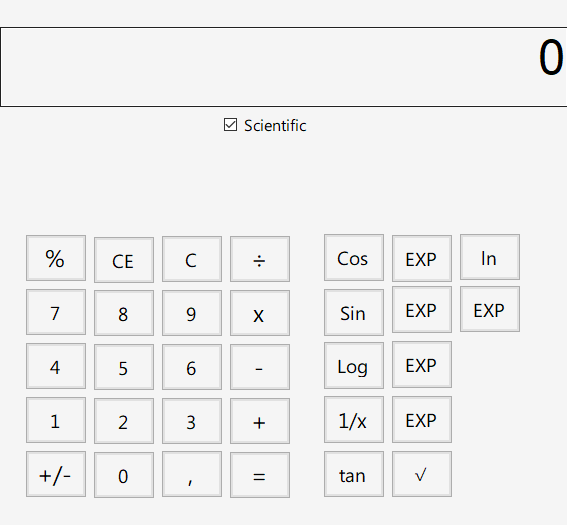 0
Scientific
% CE C ÷ Cos EXP In
7 8 9 x Sin EXP EXP
4 5 6 - Log EXP
1 2 3 + 1/x EXP
+/- 0 , = tan √